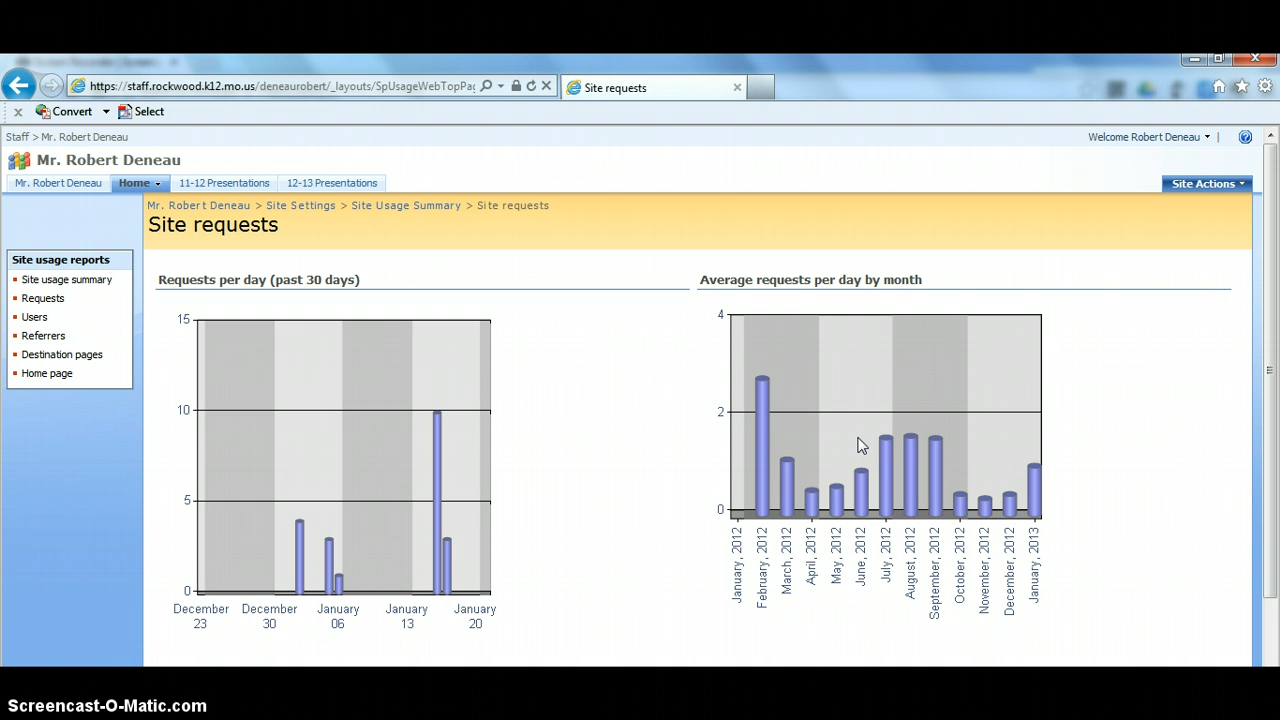 https://staff.rockwood.k12.mo.us/deneaurobert/_layouts/SpUsageWebTopPag
Site requests
Convert
Select
Staff > Mr. Robert Deneau
Welcome Robert Deneau
Mr. Robert Deneau
Mr. Robert Deneau
Home
11-12 Presentations
12-13 Presentations
Site Actions
Mr. Robert Deneau > Site Settings > Site Usage Summary > Site requests
Site requests
Site usage reports
Site usage summary
Requests
Users
Referrers
Destination pages
Home page
Requests per day (past 30 days)
15
10
5
0
December 23
December 30
January 06
January 13
January 20
Average requests per day by month
4
2
0
January, 2012
February, 2012
March, 2012
April, 2012
May, 2012
June, 2012
July, 2012
August, 2012
September, 2012
October, 2012
November, 2012
December, 2012
January, 2013
Screencast-O-Matic.com